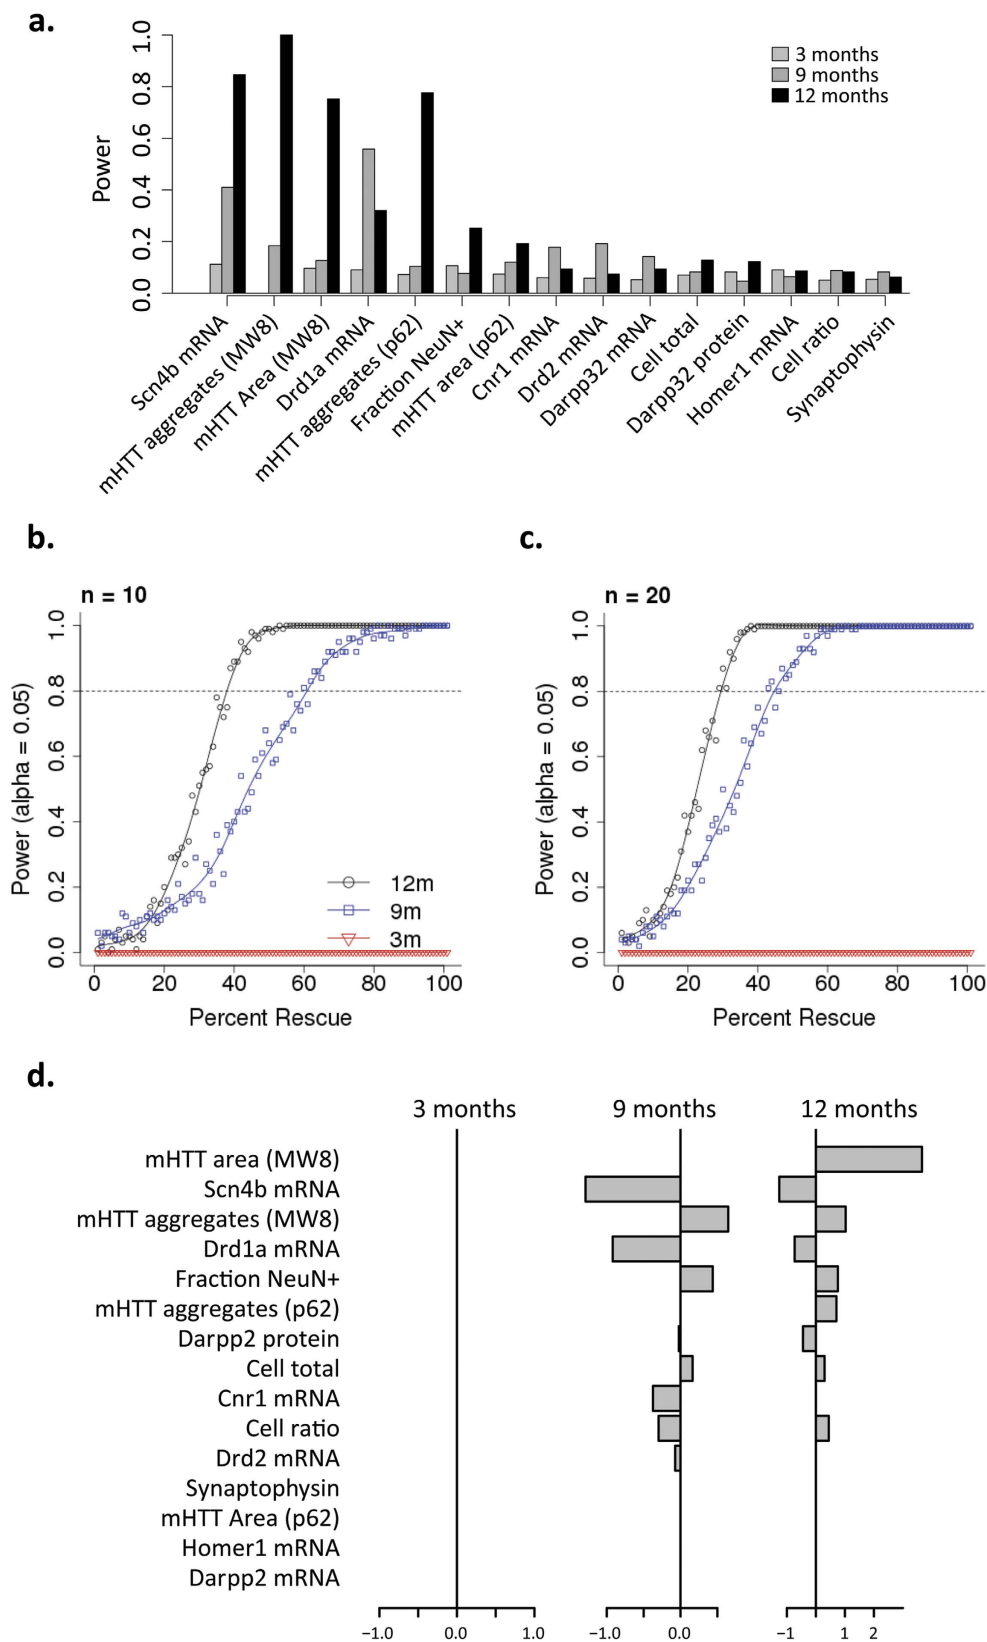 a.
1.0
0.8
0.6
0.4
0.2
0.0
Power
3 months
9 months
12 months
Scn4b mRNA
mHTT aggregates (MW8)
mHTT Area (MW8)
Drd1a mRNA
mHTT aggregates (p62)
Fraction NeuN+
mHTT area (p62)
Cnr1 mRNA
Drd2 mRNA
Darpp32 mRNA
Cell total
Darpp32 protein
Homer1 mRNA
Cell ratio
Synaptophysin
b.
n = 10
1.0
0.8
0.6
0.4
0.2
0.0
Power (alpha = 0.05)
12m
9m
3m
0 20 40 60 80 100
Percent Rescue
c.
n = 20
1.0
0.8
0.6
0.4
0.2
0.0
Power (alpha = 0.05)
0 20 40 60 80 100
Percent Rescue
d.
3 months 9 months 12 months
mHTT area (MW8)
Scn4b mRNA
mHTT aggregates (MW8)
Drd1a mRNA
Fraction NeuN+
mHTT aggregates (p62)
Darpp2 protein
Cell total
Cnr1 mRNA
Cell ratio
Drd2 mRNA
Synaptophysin
mHTT Area (p62)
Homer1 mRNA
Darpp2 mRNA
−1.0 0.0 1.0 −1.0 0.0 −1 1 2